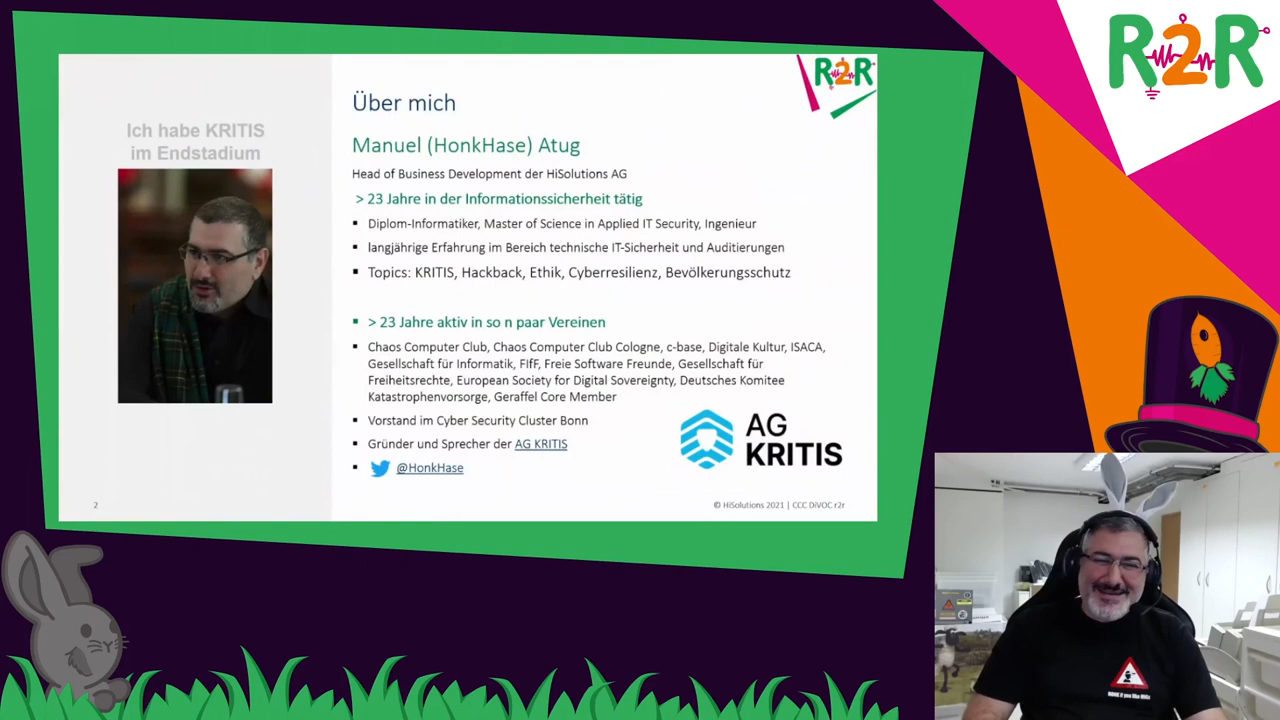 R2R
R2R
Über mich
Ich habe KRITIS
im Endstadium
Manuel (HonkHase) Atug
Head of Business Development der HiSolutions AG
> 23 Jahre in der Informationssicherheit tätig
▪ Diplom-Informatiker, Master of Science in Applied IT Security, Ingenieur
▪ langjährige Erfahrung im Bereich technische IT-Sicherheit und Auditierungen
▪ Topics: KRITIS, Hackback, Ethik, Cyberresilienz, Bevölkerungsschutz
▪ > 23 Jahre aktiv in so n paar Vereinen
▪ Chaos Computer Club, Chaos Computer Club Cologne, c-base, Digitale Kultur, ISACA,
Gesellschaft für Informatik, FIfF, Freie Software Freunde, Gesellschaft für
Freiheitsrechte, European Society for Digital Sovereignty, Deutsches Komitee
Katastrophenvorsorge, Geraffel Core Member
▪ Vorstand im Cyber Security Cluster Bonn
▪ Gründer und Sprecher der AG KRITIS
▪ @HonkHase
AG
KRITIS
2
© HiSolutions 2021 | CCC DiVOC r2r